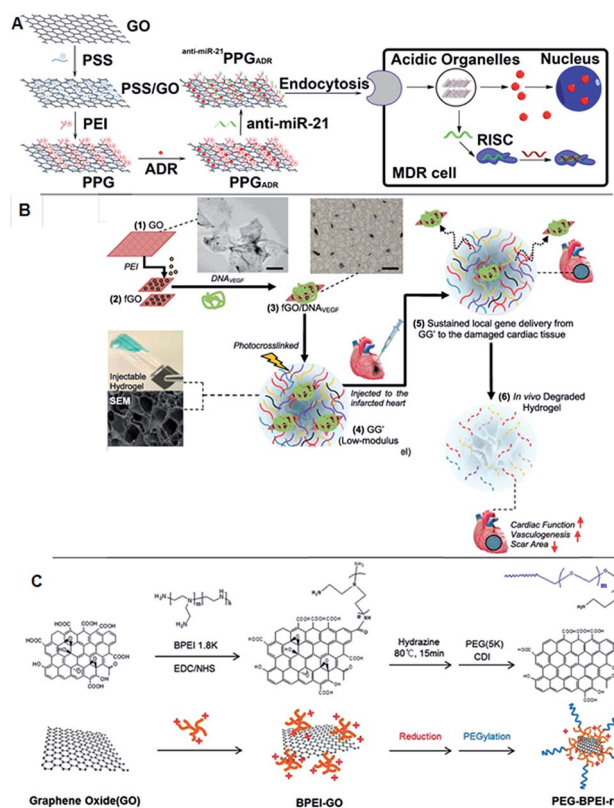 A
GO
PSS
PSS/GO
PEI
PPG
ADR
PPGADR
anti-miR-21
anti-miR-21 PPGADR
Endocytosis
Acidic Organelles
Nucleus
RISC
MDR cell
B
(1) GO
PEI
(2) fGO
DNAVEGF
(3) fGO/DNAVEGF
Photocrosslinked
Injectable
Hydrogel
SEM
(4) GG'
(Low-modulus
el)
Injected to the
infarcted heart
(5) Sustained local gene delivery from
GG' to the damaged cardiac tissue
(6) In vivo Degraded
Hydrogel
Cardiac Function
Vasculogenesis
Scar Area
C
BPEI 1.8K
EDC/NHS
Hydrazine
80℃, 15min
PEG(5K)
CDI
Reduction
PEGylation
Graphene Oxide(GO)
BPEI-GO
PEG-BPEI-r